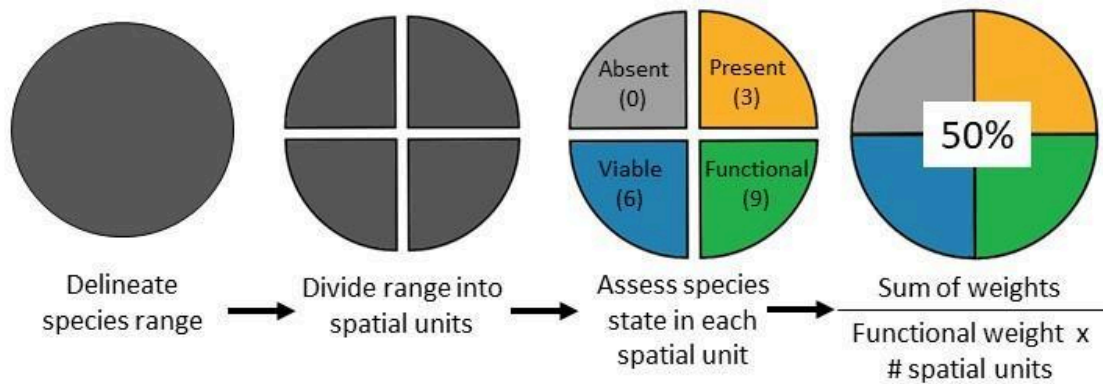 Absent
(0)
Present
(3)
Viable
(6)
Functional
(9)
50%
Delineate
species range
Divide range into
spatial units
Assess species
state in each
spatial unit
Sum of weights
Functional weight x
# spatial units